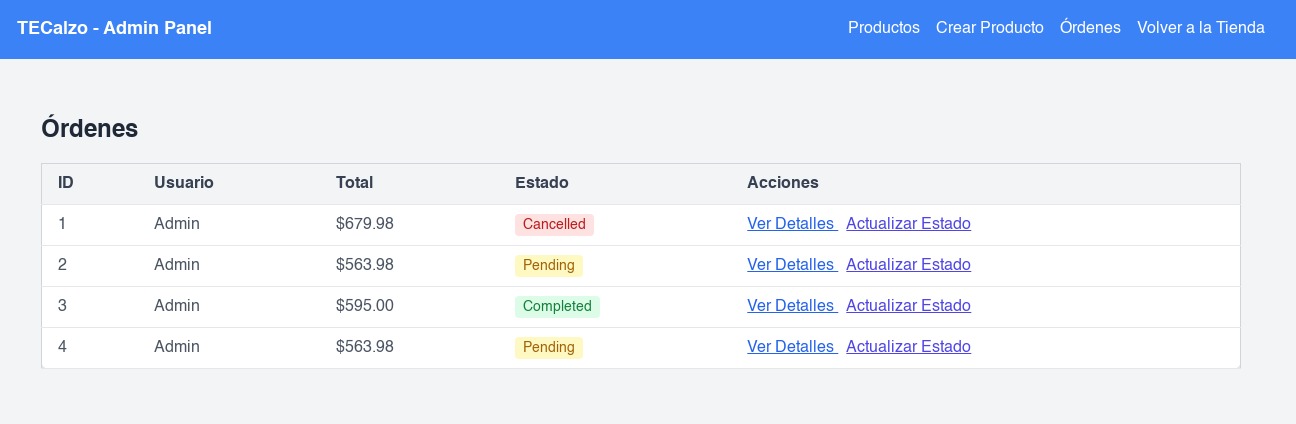 TECalzo - Admin Panel Productos Crear Producto Órdenes Volver a la Tienda
Órdenes
ID Usuario Total Estado Acciones
1 Admin $679.98 Cancelled Ver Detalles Actualizar Estado
2 Admin $563.98 Pending Ver Detalles Actualizar Estado
3 Admin $595.00 Completed Ver Detalles Actualizar Estado
4 Admin $563.98 Pending Ver Detalles Actualizar Estado